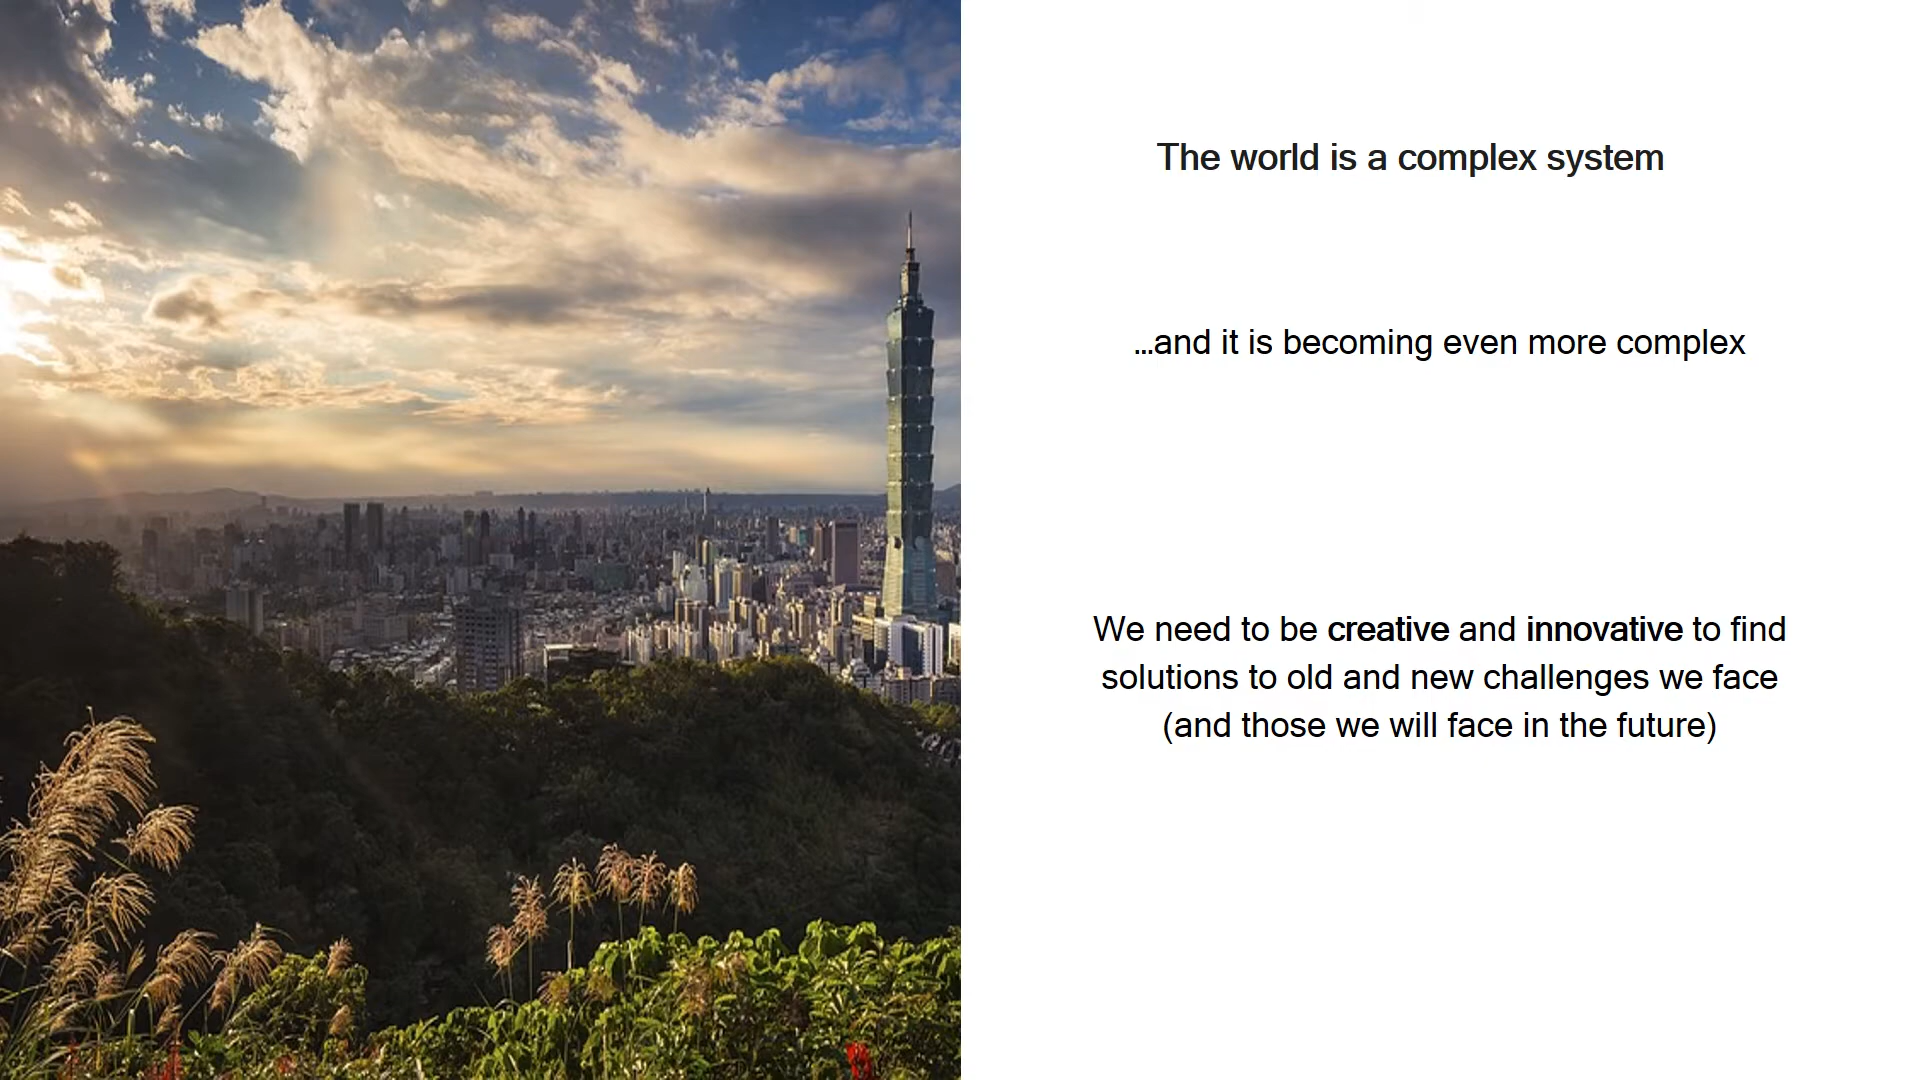 The world is a complex system
...and it is becoming even more complex
We need to be creative and innovative to find
solutions to old and new challenges we face
(and those we will face in the future)